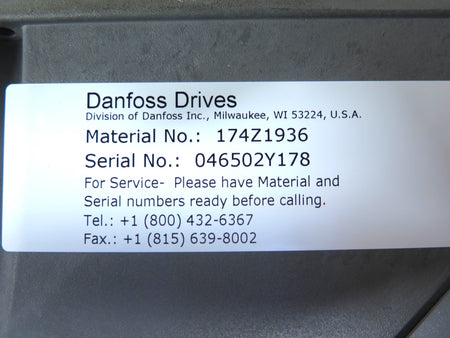 Danfoss Drives
Division of Danfoss Inc., Milwaukee, WI 53224, U.S.A.
Material No.: 174Z1936
Serial No.: 046502Y178
For Service- Please have Material and
Serial numbers ready before calling.
Tel.: +1 (800) 432-6367
Fax.: +1 (815) 639-8002